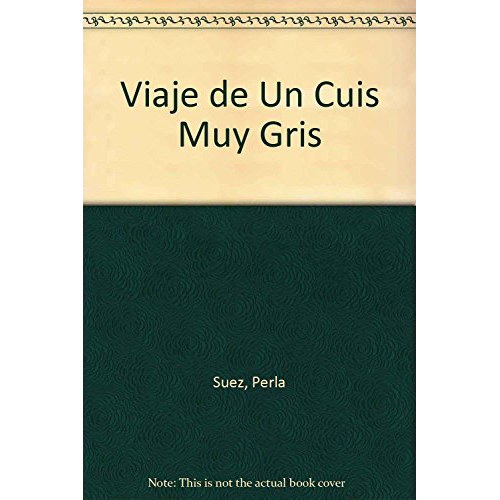 Viaje de Un Cuis
Muy Gris
Suez, Perla
Note: This is not the actual book cover